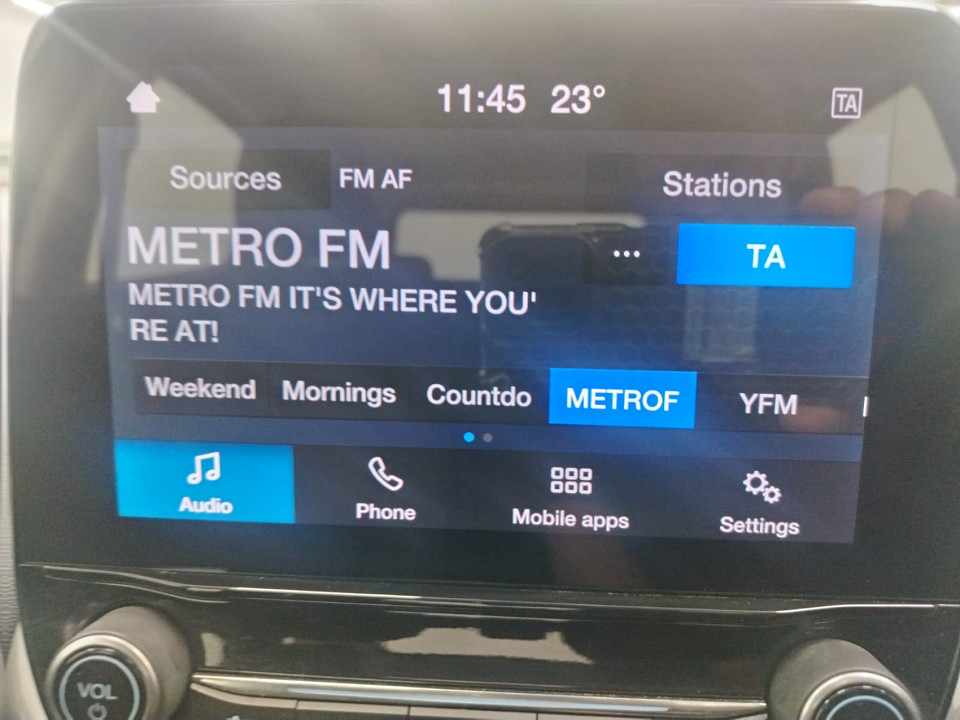 11:45 23° TA
Sources FM AF Stations
METRO FM ... TA
METRO FM IT'S WHERE YOU'
RE AT!
Weekend Mornings Countdo METROF YFM
Audio Phone Mobile apps Settings
VOL